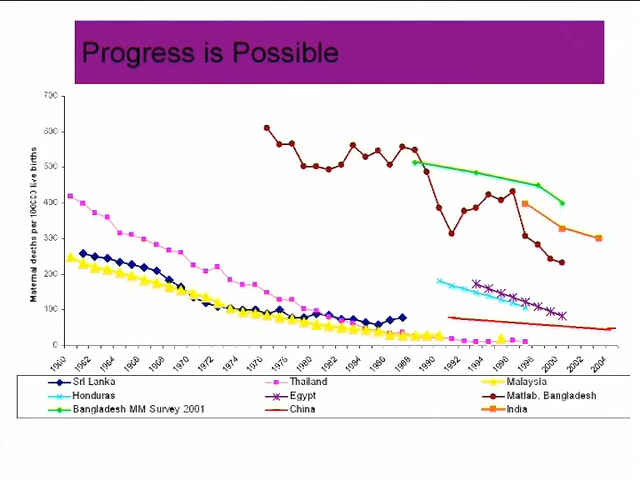 Progress is Possible
Maternal deaths per 100000 live births
700
600
500
400
300
200
100
0
1960 1962 1964 1966 1968 1970 1972 1974 1976 1978 1980 1982 1984 1986 1988 1990 1992 1994 1996 1998 2000 2002 2004
Sri Lanka Thailand Malaysia
Honduras Egypt Matlab, Bangladesh
Bangladesh MM Survey 2001 China India